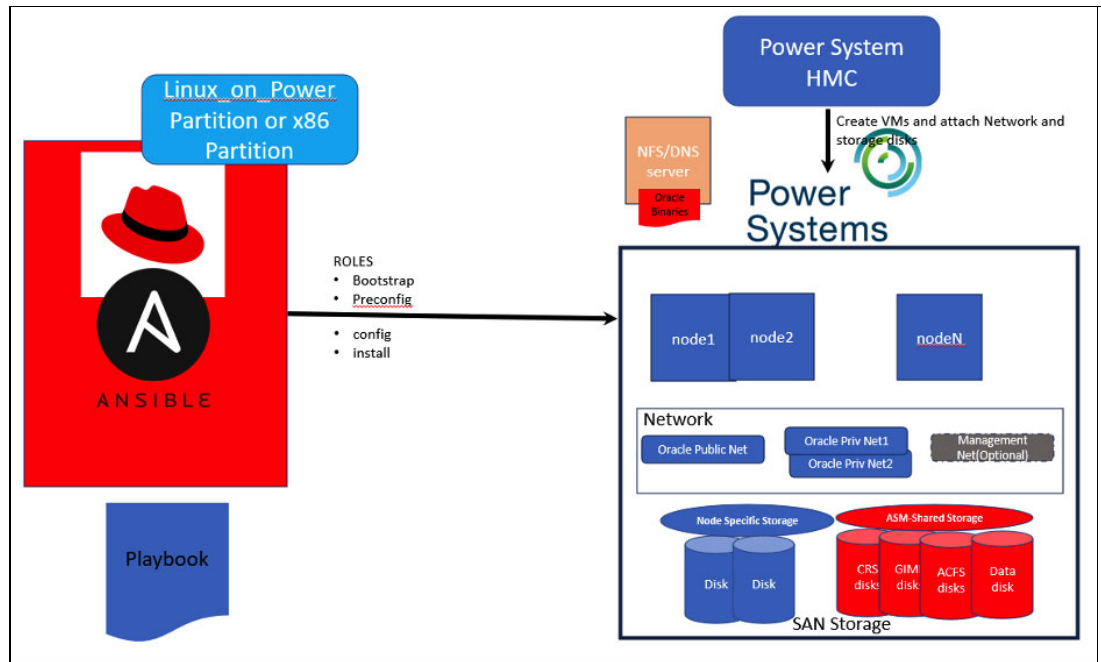 Linux_on_Power
Partition or x86
Partition
ANSIBLE
Playbook
ROLES
• Bootstrap
• Preconfig
• config
• install
Power System
HMC
Create VMs and attach Network and
storage disks
NFS/DNS
server
Oracle
Binaries
Power
Systems
node1
node2
nodeN
Network
Oracle Public Net
Oracle Priv Net1
Oracle Priv Net2
Management
Net(Optional)
Node Specific Storage
ASM-Shared Storage
Disk
Disk
CRS
disks
disks
ACFS
disks
Data
disk
SAN Storage